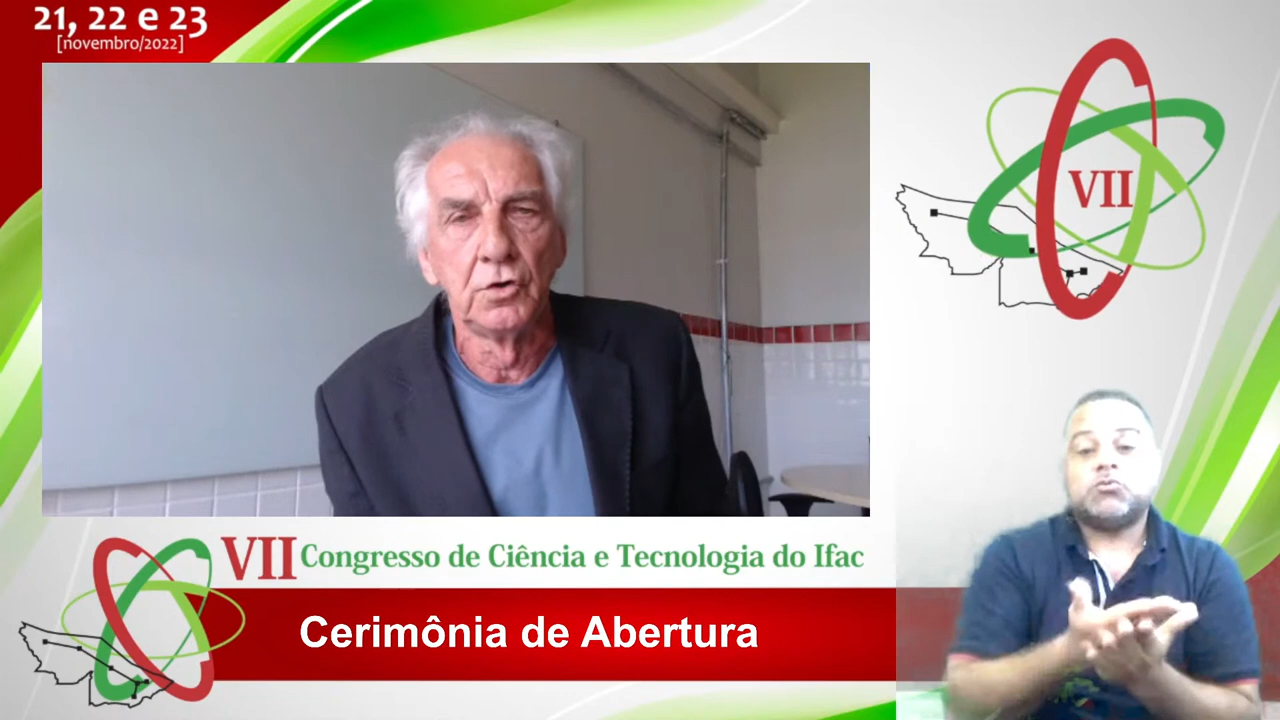 21, 22 e 23
[novembro/2022]
VII
VII Congresso de Ciência e Tecnologia do Ifac
Cerimônia de Abertura